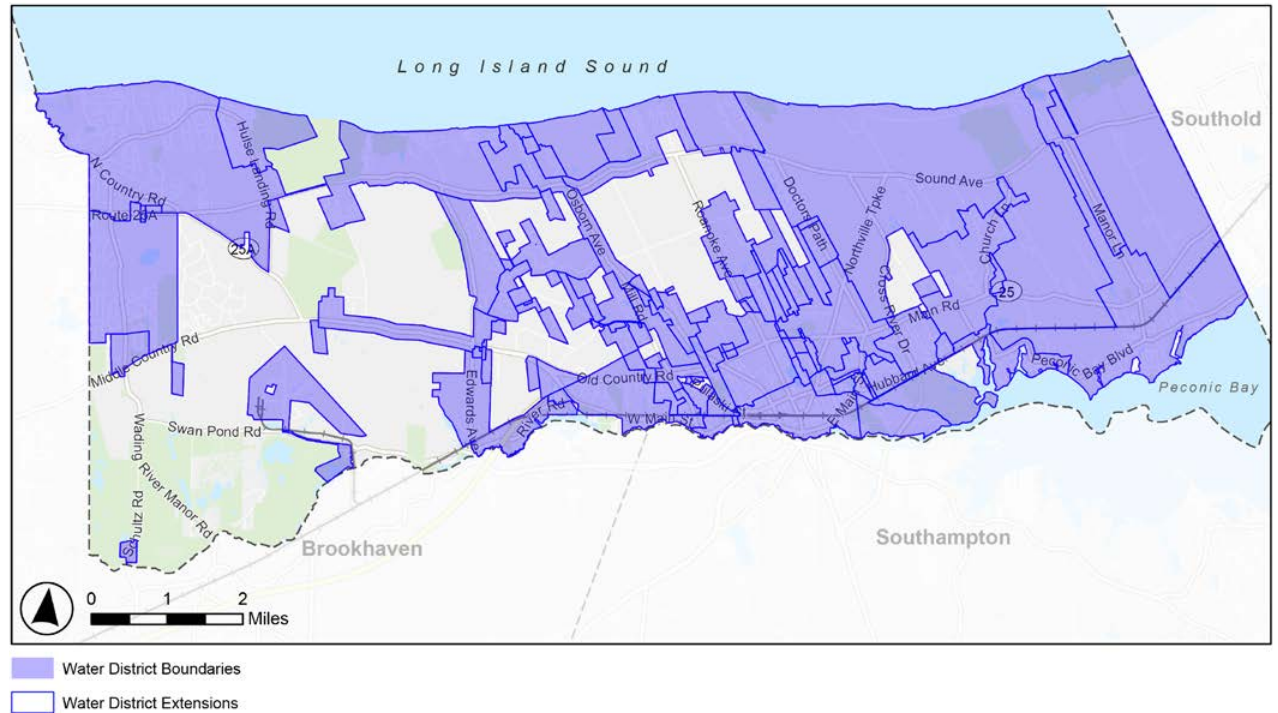 Long Island Sound
Southold
N Country Rd
Hulse Landing Rd
Route 25A
25A
Sound Ave
Osborn Ave
Roanoke Ave
Doctors Path
Northville Tpke
Church Ln
Manor Ln
Mill Rd
Cross River Dr
25
Main Rd
Middle Country Rd
Edwards Ave
Old Country Rd
Pulaski
Hubbard Ave
Peconic Bay Blvd
Peconic Bay
River Rd
W Main St
E Main St
Swan Pond Rd
Wading River Manor Rd
Schultz Rd
Brookhaven
Southampton
0 1 2
Miles
Water District Boundaries
Water District Extensions